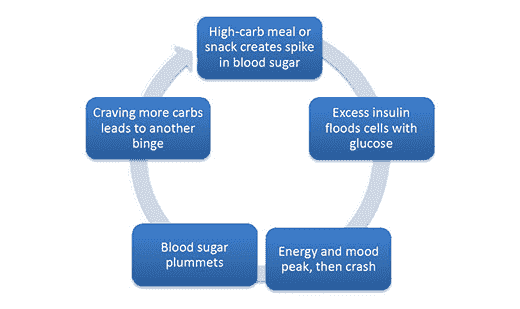 High-carb meal or
snack creates spike
in blood sugar
Excess insulin
floods cells with
glucose
Energy and mood
peak, then crash
Blood sugar
plummets
Craving more carbs
leads to another
binge